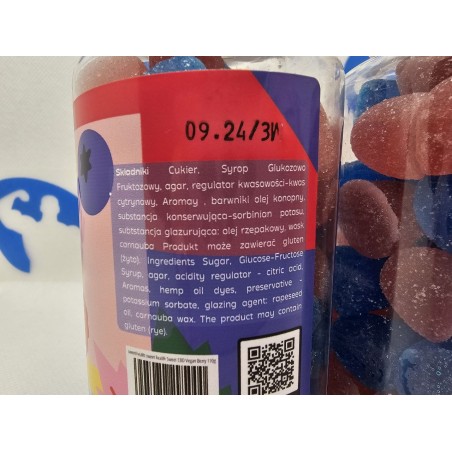 09.24/3W
Składniki Cukier, Syrop Glukozowo
Fruktozowy, agar, regulator kwasowości-kwas
cytrynowy, Aromay , barwniki olej konopny,
substancja konserwująca-sorbinian potasu,
subtstancja glazurująca: olej rzepakowy, wosk
carnauba Produkt może zawierać gluten
(żyto). Ingredients Sugar, Glucose-Fructose
Syrup, agar, acidity regulator - citric acid,
Aromas, hemp oil dyes, preservative -
potassium sorbate, glazing agent: rapeseed
oil, carnauba wax. The product may contain
gluten (rye).